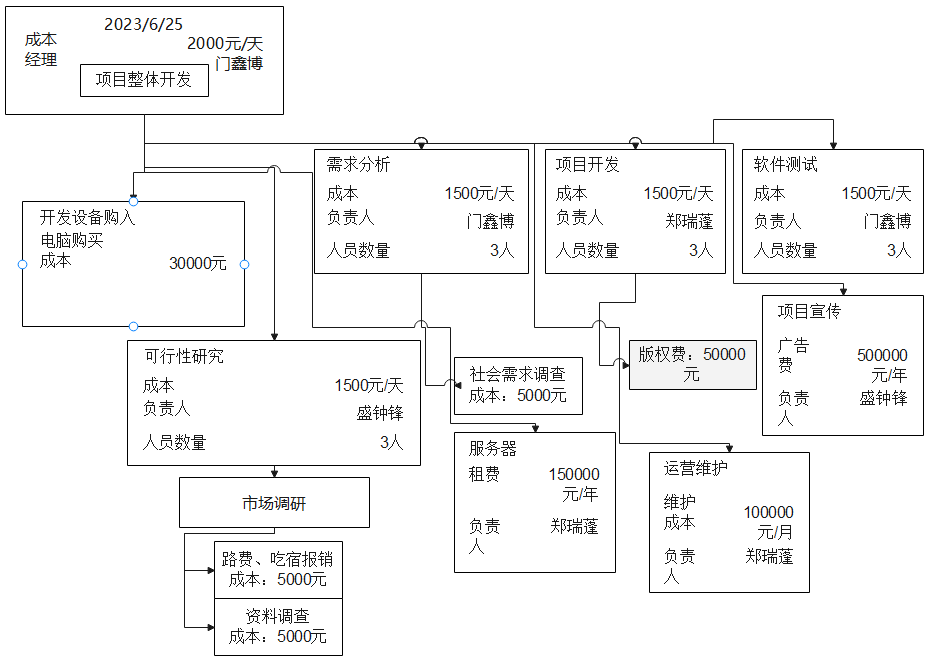 2023/6/25
成本
经理
2000元/天
门鑫博
项目整体开发
需求分析
成本 1500元/天
负责人 门鑫博
人员数量 3人
项目开发
成本 1500元/天
负责人 郑瑞蓬
人员数量 3人
软件测试
成本 1500元/天
负责人 门鑫博
人员数量 3人
开发设备购入
电脑购买
成本 30000元
项目宣传
广告
费
500000
元/年
负责
人
盛钟锋
可行性研究
成本 1500元/天
负责人 盛钟锋
人员数量 3人
社会需求调查
成本：5000元
版权费：50000
元
服务器
租费 150000
元/年
负责
人
郑瑞蓬
运营维护
维护
成本
100000
元/月
负责
人
郑瑞蓬
市场调研
路费、吃宿报销
成本：5000元
资料调查
成本：5000元